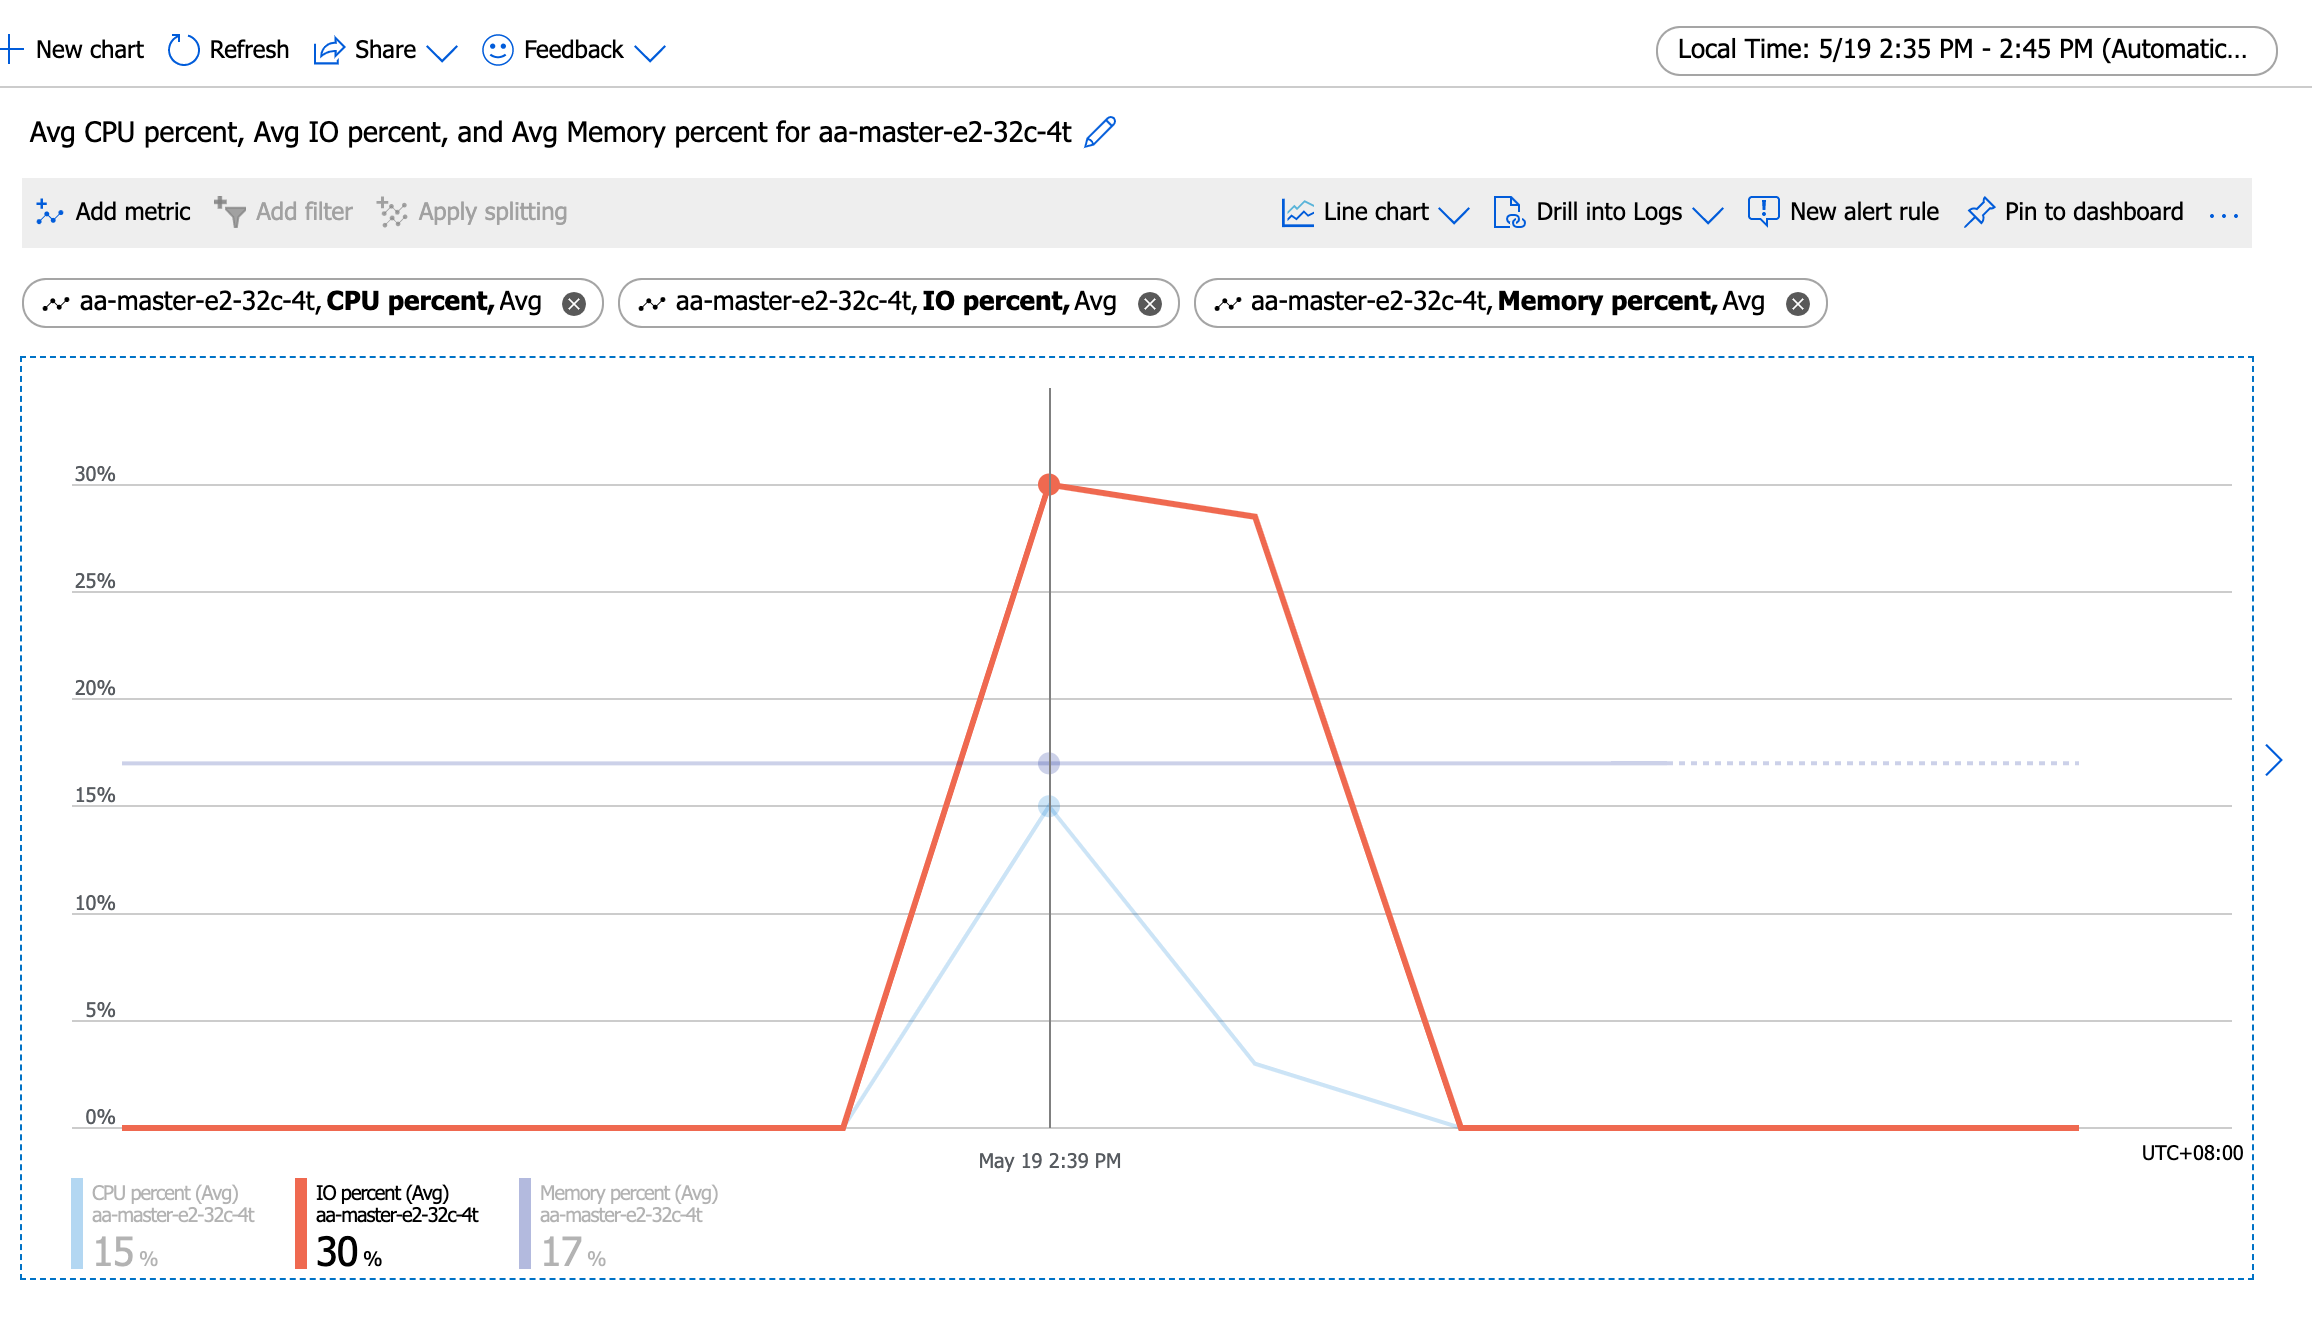 New chart Refresh Share Feedback Local Time: 5/19 2:35 PM - 2:45 PM (Automatic...
Avg CPU percent, Avg IO percent, and Avg Memory percent for aa-master-e2-32c-4t
Add metric Add filter Apply splitting Line chart Drill into Logs New alert rule Pin to dashboard ...
aa-master-e2-32c-4t, CPU percent, Avg aa-master-e2-32c-4t, IO percent, Avg aa-master-e2-32c-4t, Memory percent, Avg
30%
25%
20%
15%
10%
5%
0%
May 19 2:39 PM UTC+08:00
CPU percent (Avg)
aa-master-e2-32c-4t
15 %
IO percent (Avg)
aa-master-e2-32c-4t
30 %
Memory percent (Avg)
aa-master-e2-32c-4t
17 %